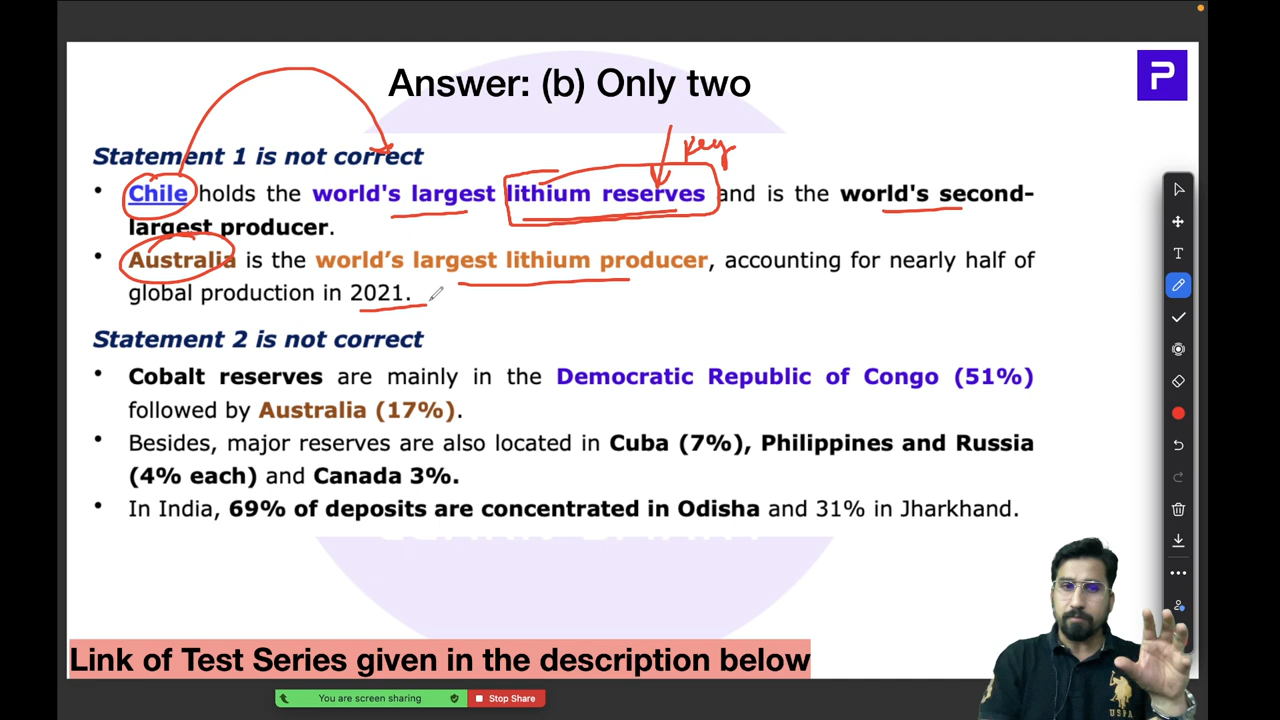 Answer: (b) Only two
Statement 1 is not correct
key
• Chile holds the world's largest lithium reserves and is the world's second-
largest producer.
• Australia is the world’s largest lithium producer, accounting for nearly half of
global production in 2021.
Statement 2 is not correct
• Cobalt reserves are mainly in the Democratic Republic of Congo (51%)
followed by Australia (17%).
• Besides, major reserves are also located in Cuba (7%), Philippines and Russia
(4% each) and Canada 3%.
• In India, 69% of deposits are concentrated in Odisha and 31% in Jharkhand.
Link of Test Series given in the description below
You are screen sharing
Stop Share
USPA